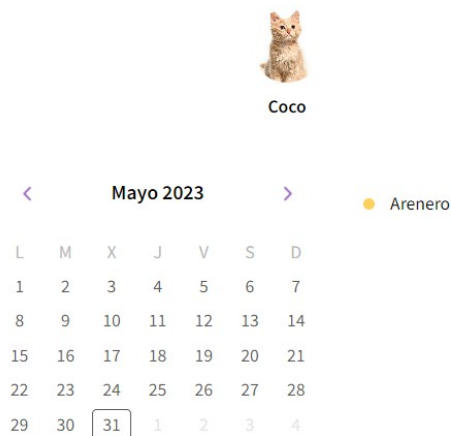 Coco
Mayo 2023
Arenero
L M X J V S D
1 2 3 4 5 6 7
8 9 10 11 12 13 14
15 16 17 18 19 20 21
22 23 24 25 26 27 28
29 30 31 1 2 3 4